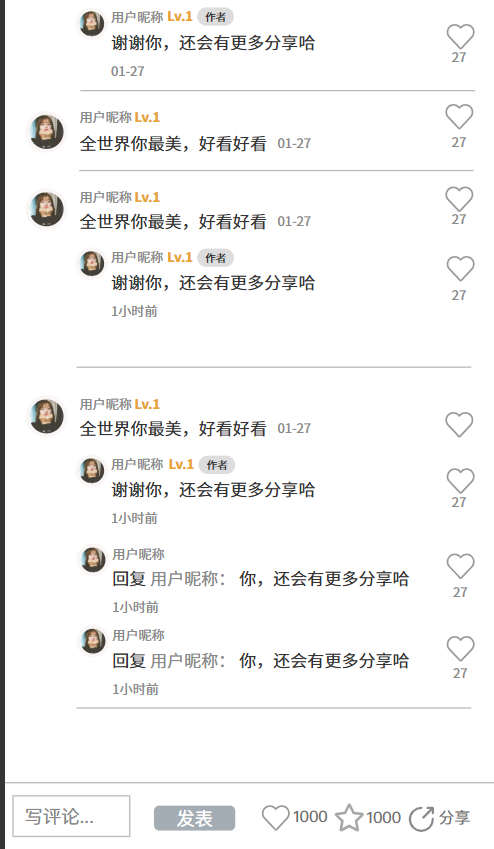 用户昵称 Lv.1 作者
谢谢你，还会有更多分享哈
27
01-27
用户昵称 Lv.1
全世界你最美，好看好看 01-27
27
用户昵称 Lv.1
全世界你最美，好看好看 01-27
27
用户昵称 Lv.1 作者
谢谢你，还会有更多分享哈
27
1小时前
用户昵称 Lv.1
全世界你最美，好看好看 01-27
用户昵称 Lv.1 作者
谢谢你，还会有更多分享哈
27
1小时前
用户昵称
回复 用户昵称： 你，还会有更多分享哈
27
1小时前
用户昵称
回复 用户昵称： 你，还会有更多分享哈
27
1小时前
写评论... 发表 1000 1000 分享